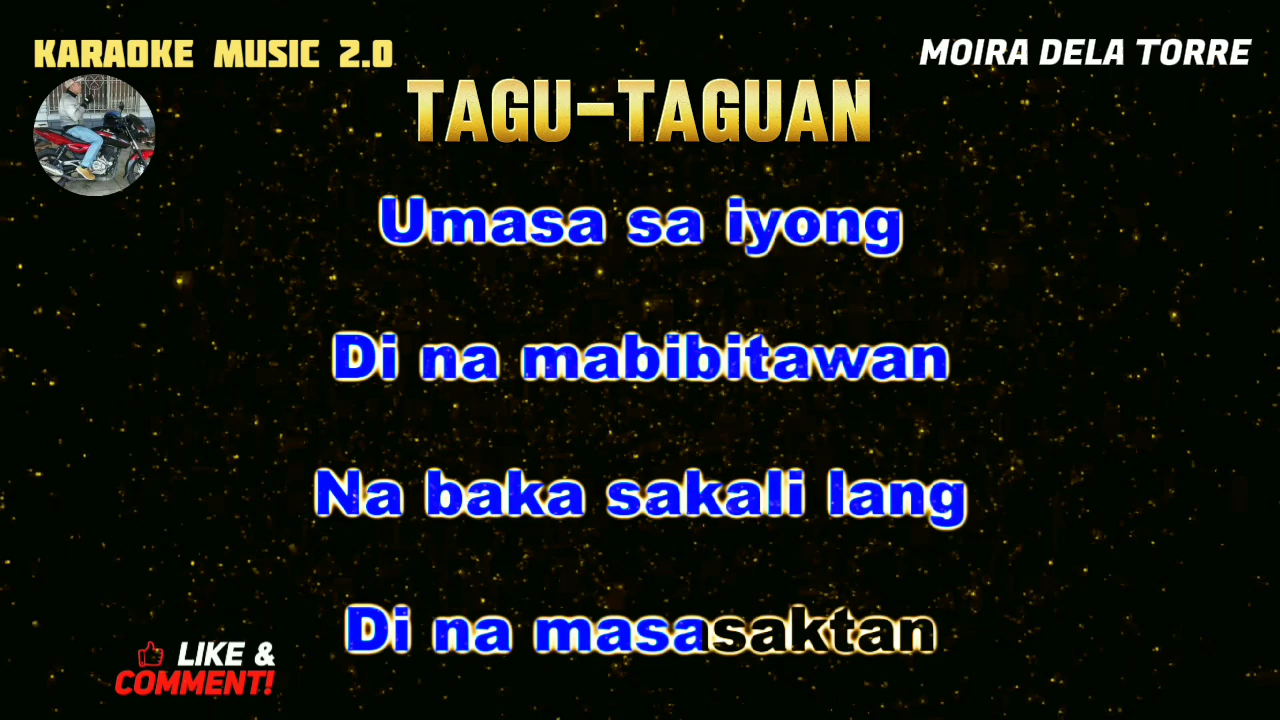 KARAOKE MUSIC 2.0
MOIRA DELA TORRE
TAGU-TAGUAN
Umasa sa iyong
Di na mabibitawan
Na baka sakali lang
Di na masasaktan
LIKE &
COMMENT!